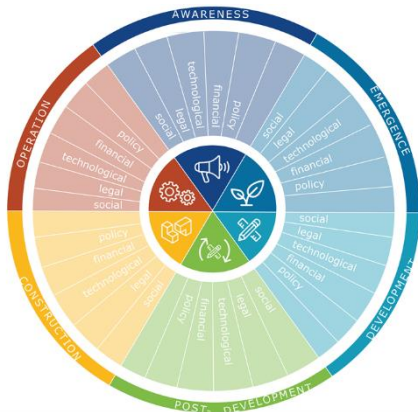 AWARENESS
social
legal
technological
financial
policy
EMERGENCE
social
legal
technological
financial
policy
DEVELOPMENT
social
legal
technological
financial
policy
POST- DEVELOPMENT
social
legal
technological
financial
policy
CONSTRUCTION
social
legal
technological
financial
policy
OPERATION
social
legal
technological
financial
policy